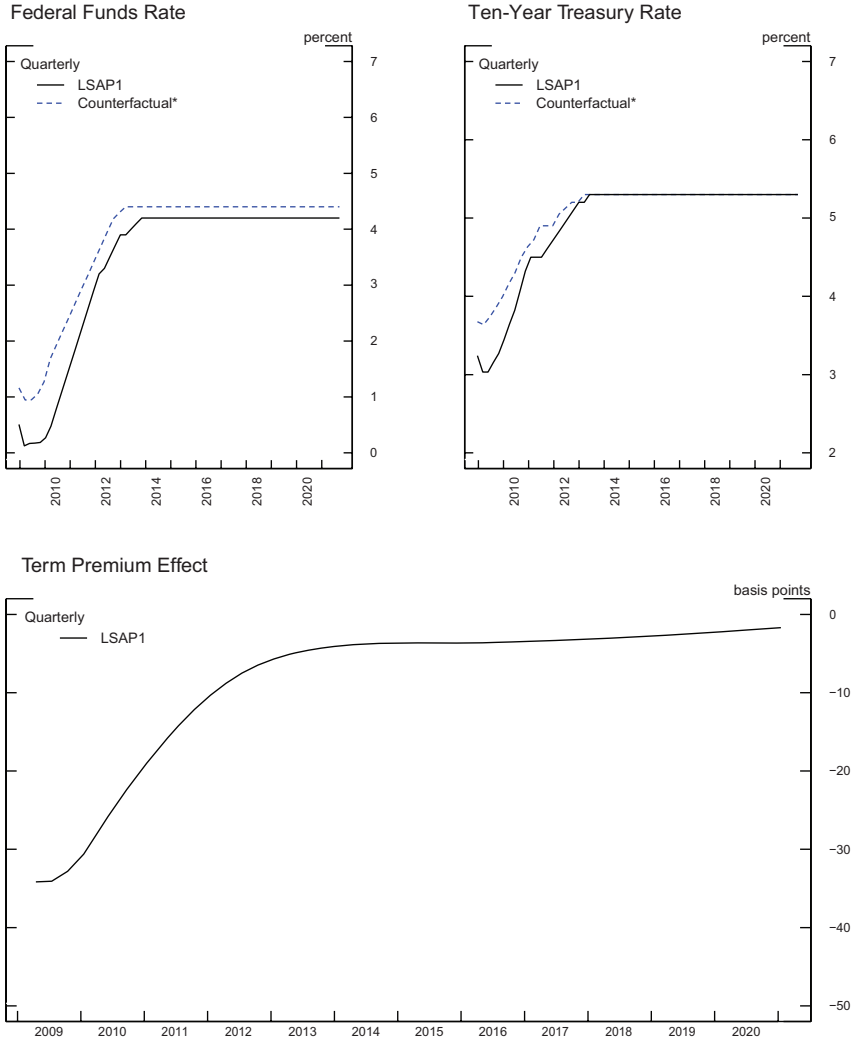 Federal Funds Rate
percent
Quarterly
LSAP1
Counterfactual*
7
6
5
4
3
2
1
0
2010
2012
2014
2016
2018
2020
Ten-Year Treasury Rate
percent
Quarterly
LSAP1
Counterfactual*
7
6
5
4
3
2
2010
2012
2014
2016
2018
2020
Term Premium Effect
basis points
Quarterly
LSAP1
0
−10
−20
−30
−40
−50
2009 2010 2011 2012 2013 2014 2015 2016 2017 2018 2019 2020